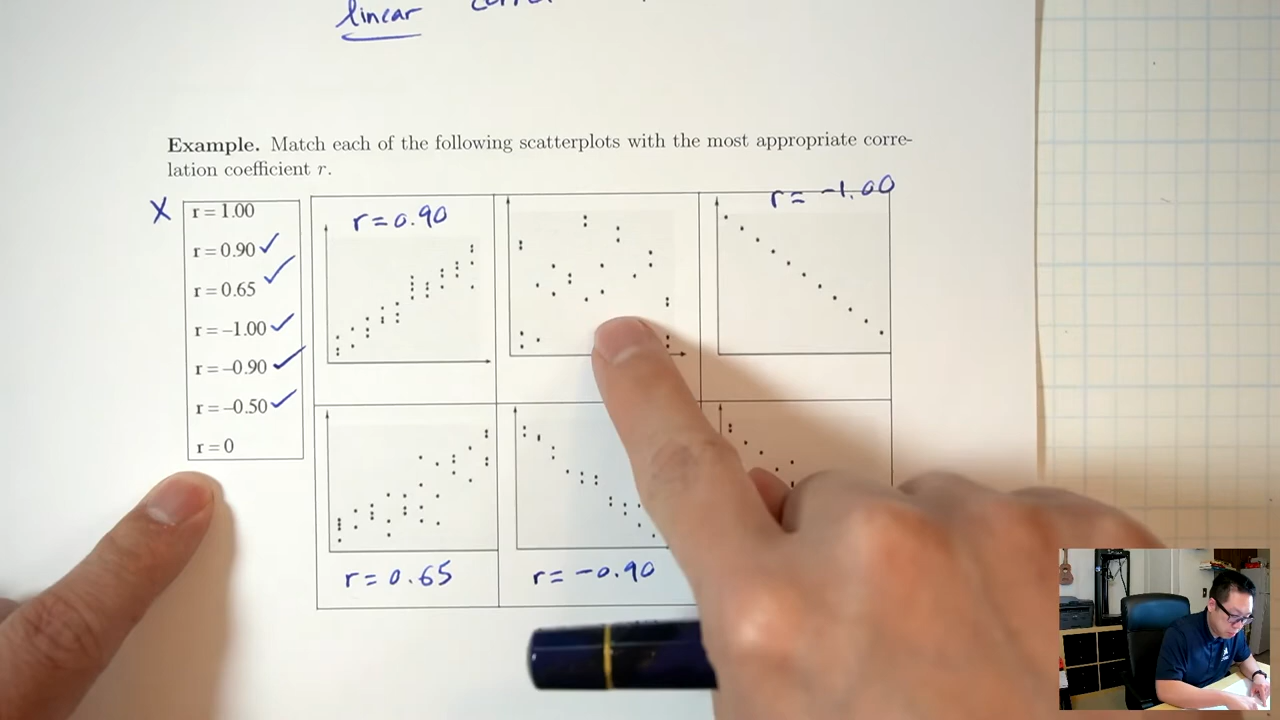 linear
Example. Match each of the following scatterplots with the most appropriate corre-
lation coefficient r.
X
r = 1.00
r = 0.90 ✓
r = 0.65 ✓
r = –1.00 ✓
r = –0.90 ✓
r = –0.50 ✓
r = 0
r = 0.90
r = -1.00
r = 0.65
r = -0.90